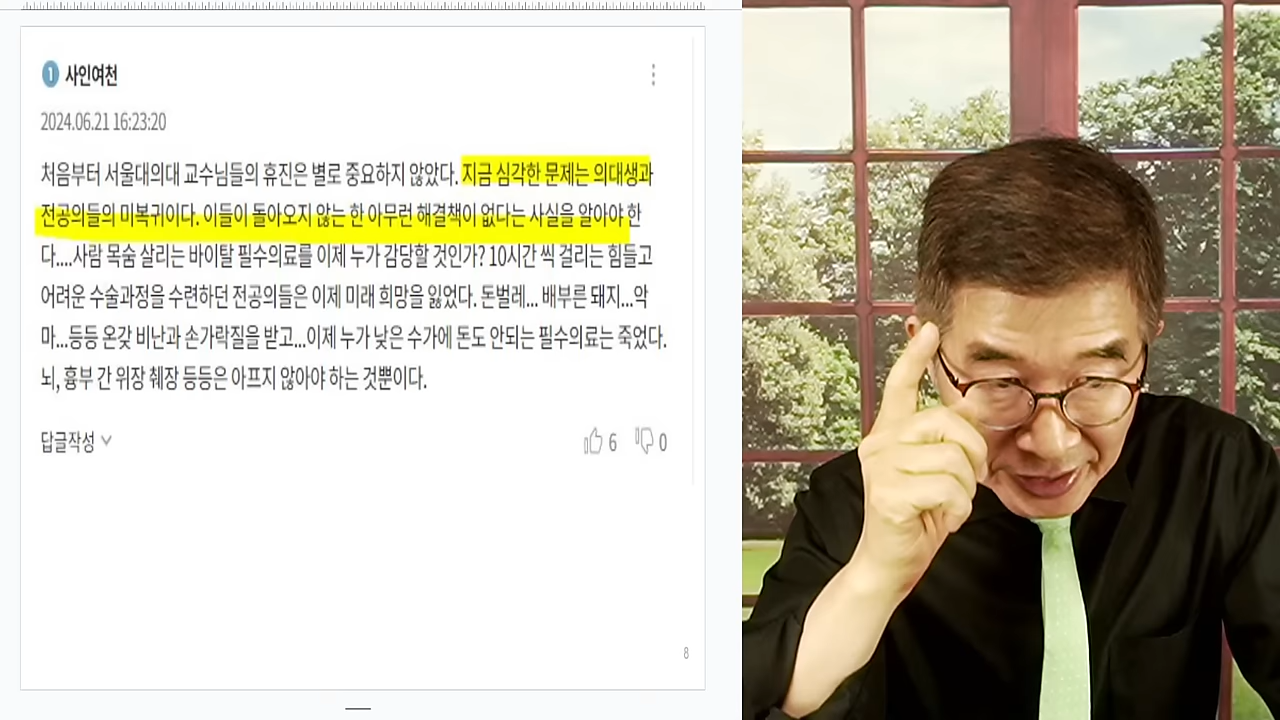 1 사인여천
2024.06.21 16:23:20
처음부터 서울대의대 교수님들의 휴진은 별로 중요하지 않았다. 지금 심각한 문제는 의대생과
전공의들의 미복귀이다. 이들이 돌아오지 않는 한 아무런 해결책이 없다는 사실을 알아야 한
다....사람 목숨 살리는 바이탈 필수의료를 이제 누가 감당할 것인가? 10시간 씩 걸리는 힘들고
어려운 수술과정을 수련하던 전공의들은 이제 미래 희망을 잃었다. 돈벌레... 배부른 돼지...악
마...등등 온갖 비난과 손가락질을 받고...이제 누가 낮은 수가에 돈도 안되는 필수의료는 죽었다.
뇌, 흉부 간 위장 췌장 등등은 아프지 않아야 하는 것뿐이다.
답글작성 6 0
8